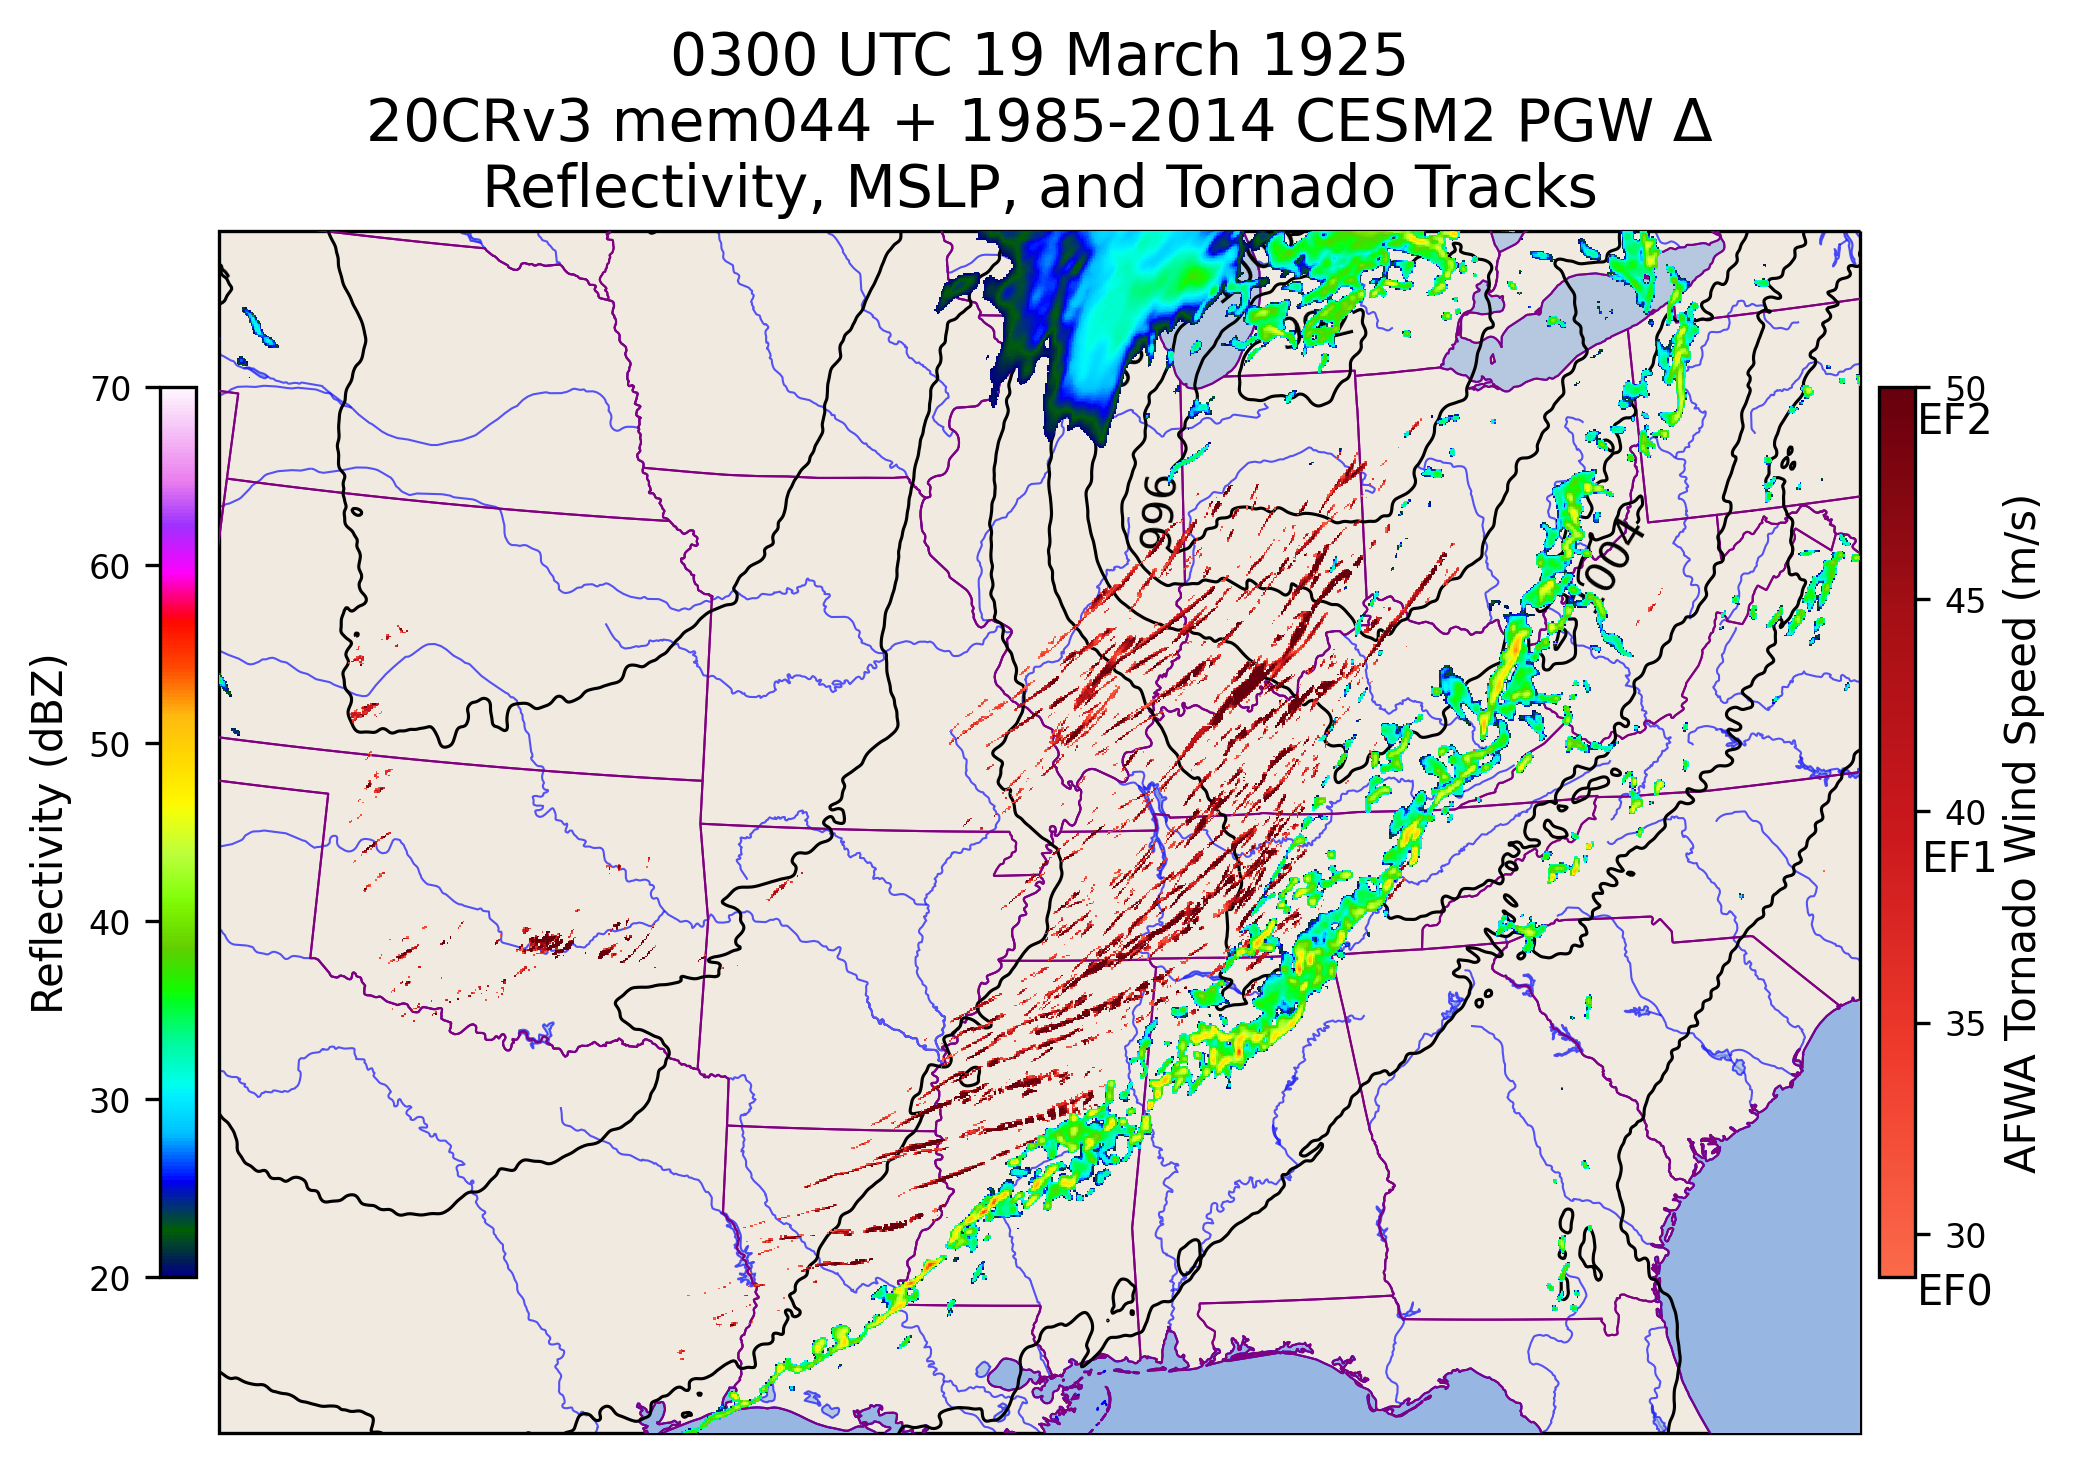 0300 UTC 19 March 1925
20CRv3 mem044 + 1985-2014 CESM2 PGW Δ
Reflectivity, MSLP, and Tornado Tracks
70
60
50
40
30
20
Reflectivity (dBZ)
996
1004
50
EF2
45
40
EF1
35
30
EF0
AFWA Tornado Wind Speed (m/s)